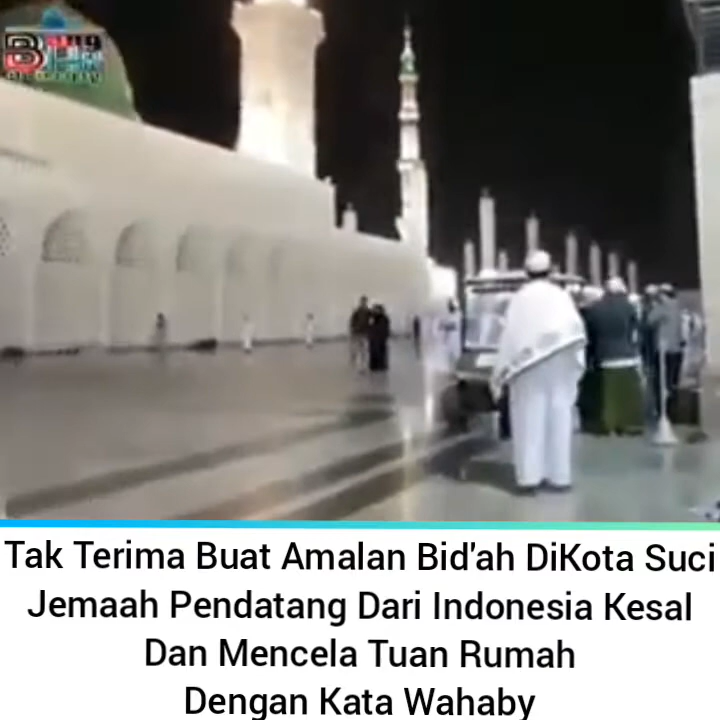 Bang
Tak Terima Buat Amalan Bid'ah DiKota Suci
Jemaah Pendatang Dari Indonesia Kesal
Dan Mencela Tuan Rumah
Dengan Kata Wahaby